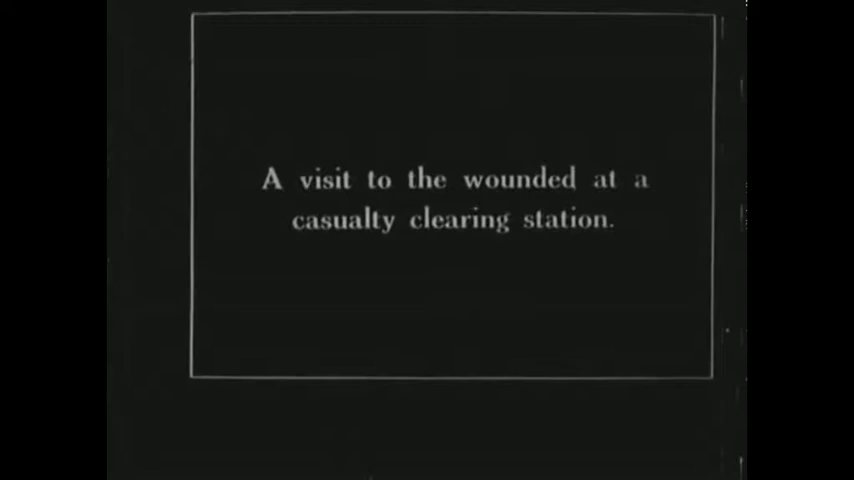 A visit to the wounded at a
casualty clearing station.